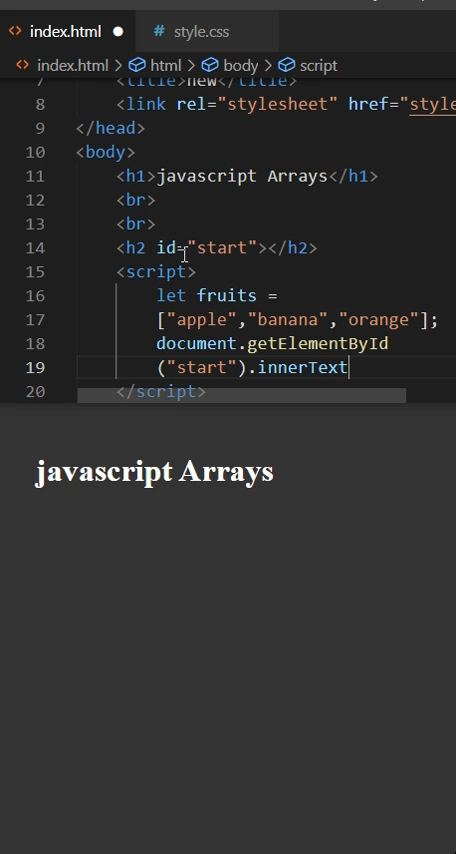 index.html
# style.css
index.html > html > body > script
7 <title>new</title>
8 <link rel="stylesheet" href="style
9 </head>
10 <body>
11 <h1>javascript Arrays</h1>
12 <br>
13 <br>
14 <h2 id="start"></h2>
15 <script>
16 let fruits =
17 ["apple","banana","orange"];
18 document.getElementById
19 ("start").innerText
20 </script>
javascript Arrays